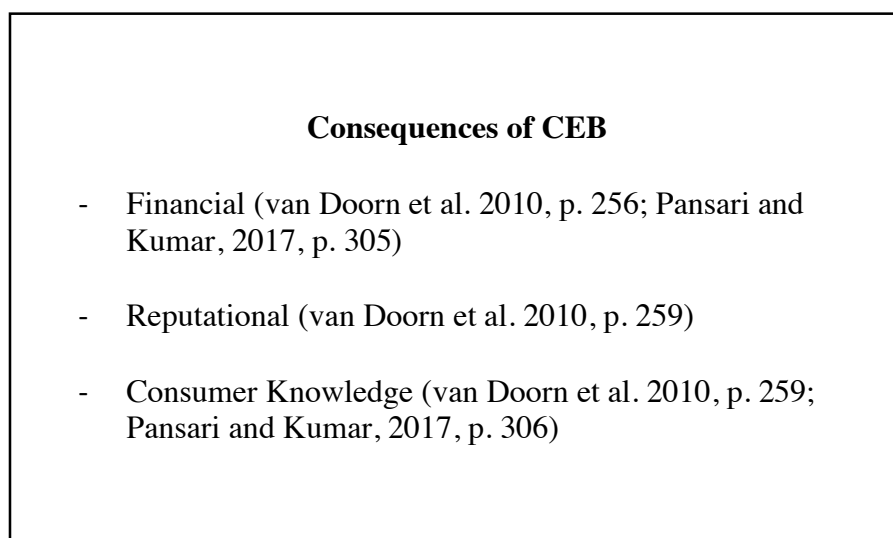 Consequences of CEB
- Financial (van Doorn et al. 2010, p. 256; Pansari and
Kumar, 2017, p. 305)
- Reputational (van Doorn et al. 2010, p. 259)
- Consumer Knowledge (van Doorn et al. 2010, p. 259;
Pansari and Kumar, 2017, p. 306)